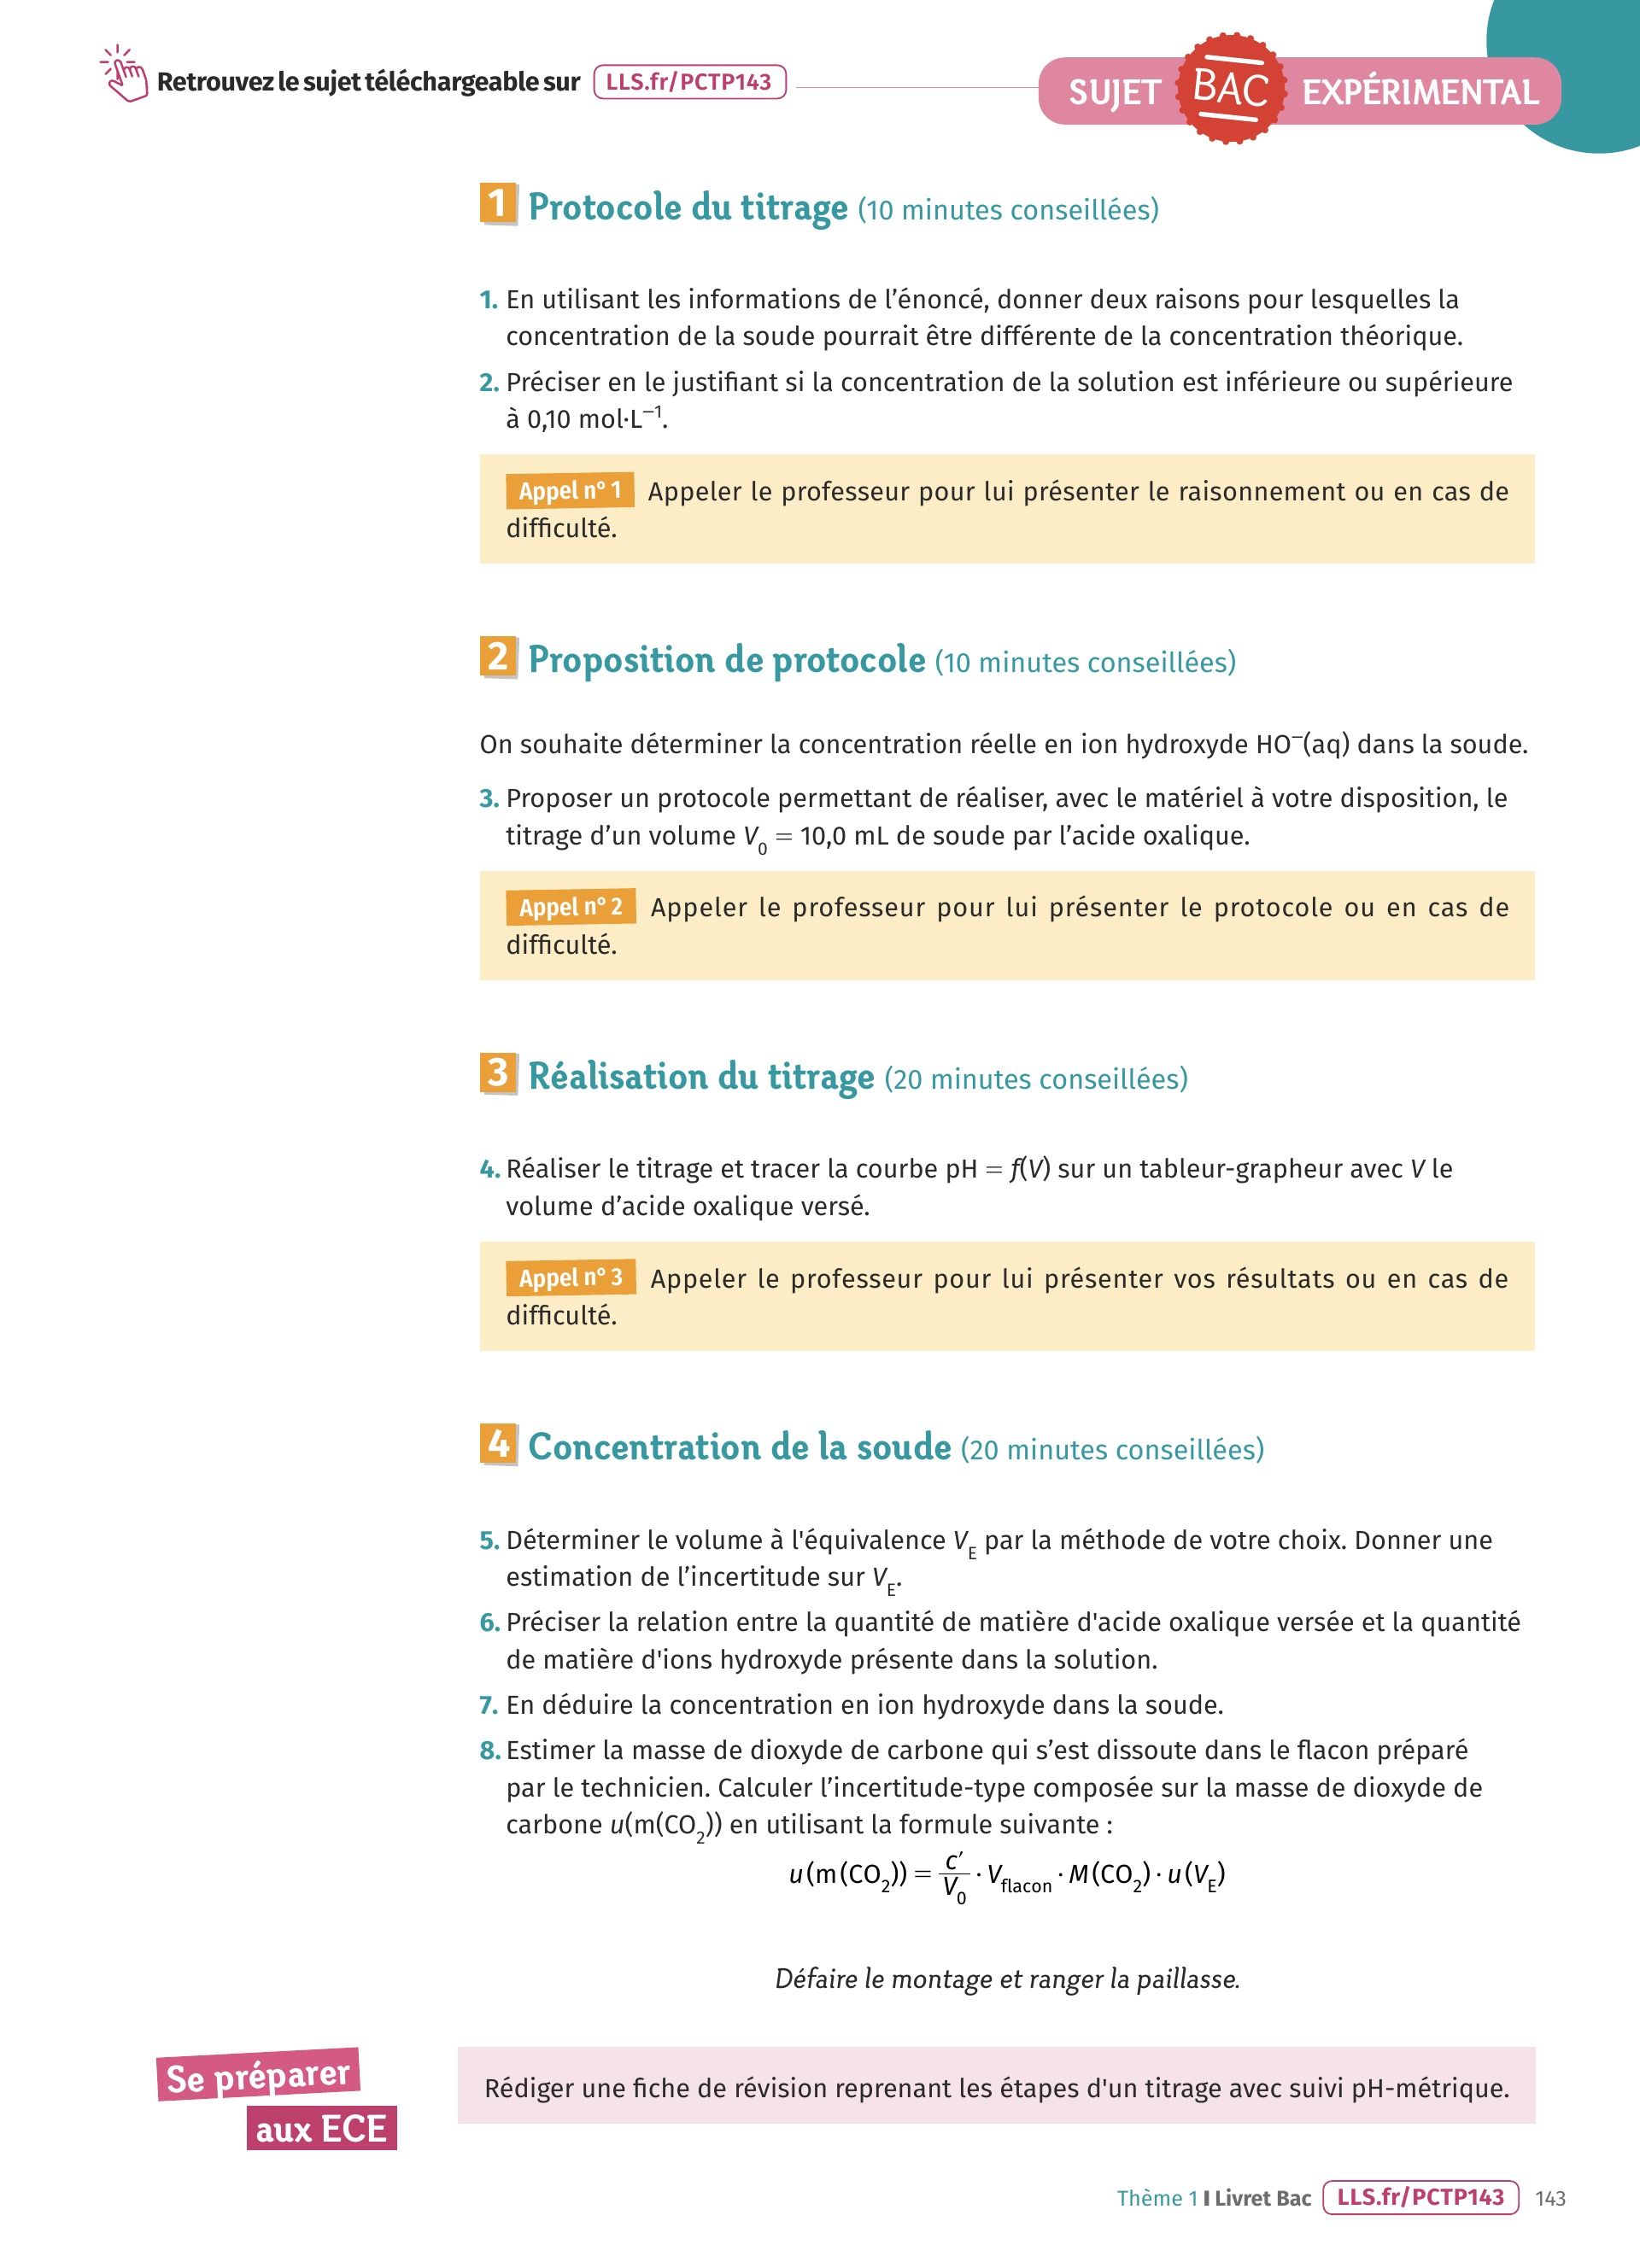 Retrouvez le sujet téléchargeable sur LLS.fr/PCTP143
SUJET BAC EXPÉRIMENTAL
1 Protocole du titrage (10 minutes conseillées)
1. En utilisant les informations de l’énoncé, donner deux raisons pour lesquelles la
concentration de la soude pourrait être différente de la concentration théorique.
2. Préciser en le justifiant si la concentration de la solution est inférieure ou supérieure
à 0,10 mol·L⁻¹.
Appel n° 1 Appeler le professeur pour lui présenter le raisonnement ou en cas de
difficulté.
2 Proposition de protocole (10 minutes conseillées)
On souhaite déterminer la concentration réelle en ion hydroxyde HO⁻(aq) dans la soude.
3. Proposer un protocole permettant de réaliser, avec le matériel à votre disposition, le
titrage d’un volume V₀ = 10,0 mL de soude par l’acide oxalique.
Appel n° 2 Appeler le professeur pour lui présenter le protocole ou en cas de
difficulté.
3 Réalisation du titrage (20 minutes conseillées)
4. Réaliser le titrage et tracer la courbe pH = f(V) sur un tableur-grapheur avec V le
volume d’acide oxalique versé.
Appel n° 3 Appeler le professeur pour lui présenter vos résultats ou en cas de
difficulté.
4 Concentration de la soude (20 minutes conseillées)
5. Déterminer le volume à l'équivalence V_E par la méthode de votre choix. Donner une
estimation de l’incertitude sur V_E.
6. Préciser la relation entre la quantité de matière d'acide oxalique versée et la quantité
de matière d'ions hydroxyde présente dans la solution.
7. En déduire la concentration en ion hydroxyde dans la soude.
8. Estimer la masse de dioxyde de carbone qui s’est dissoute dans le flacon préparé
par le technicien. Calculer l’incertitude-type composée sur la masse de dioxyde de
carbone u(m(CO₂)) en utilisant la formule suivante :
u(m(CO₂)) = c′/V₀ · V_flacon · M(CO₂) · u(V_E)
Défaire le montage et ranger la paillasse.
Se préparer
aux ECE
Rédiger une fiche de révision reprenant les étapes d'un titrage avec suivi pH-métrique.
Thème 1 I Livret Bac LLS.fr/PCTP143 143